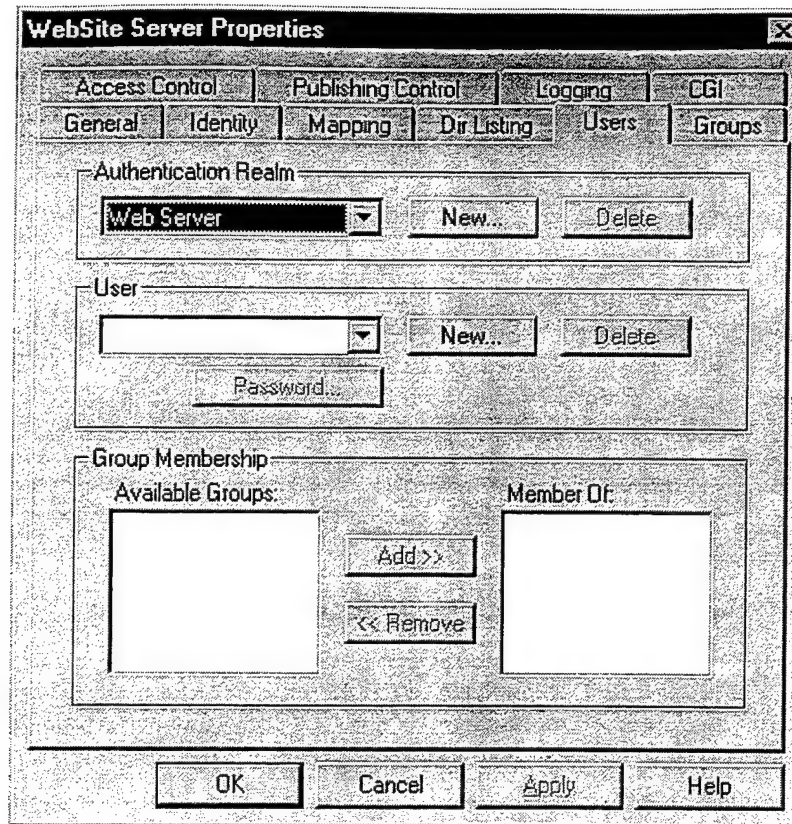 WebSite Server Properties
Access Control Publishing Control Logging CGI
General Identity Mapping Dir Listing Users Groups
Authentication Realm
Web Server New... Delete
User
New... Delete
Password...
Group Membership
Available Groups: Member Of:
Add >>
<< Remove
OK Cancel Apply Help